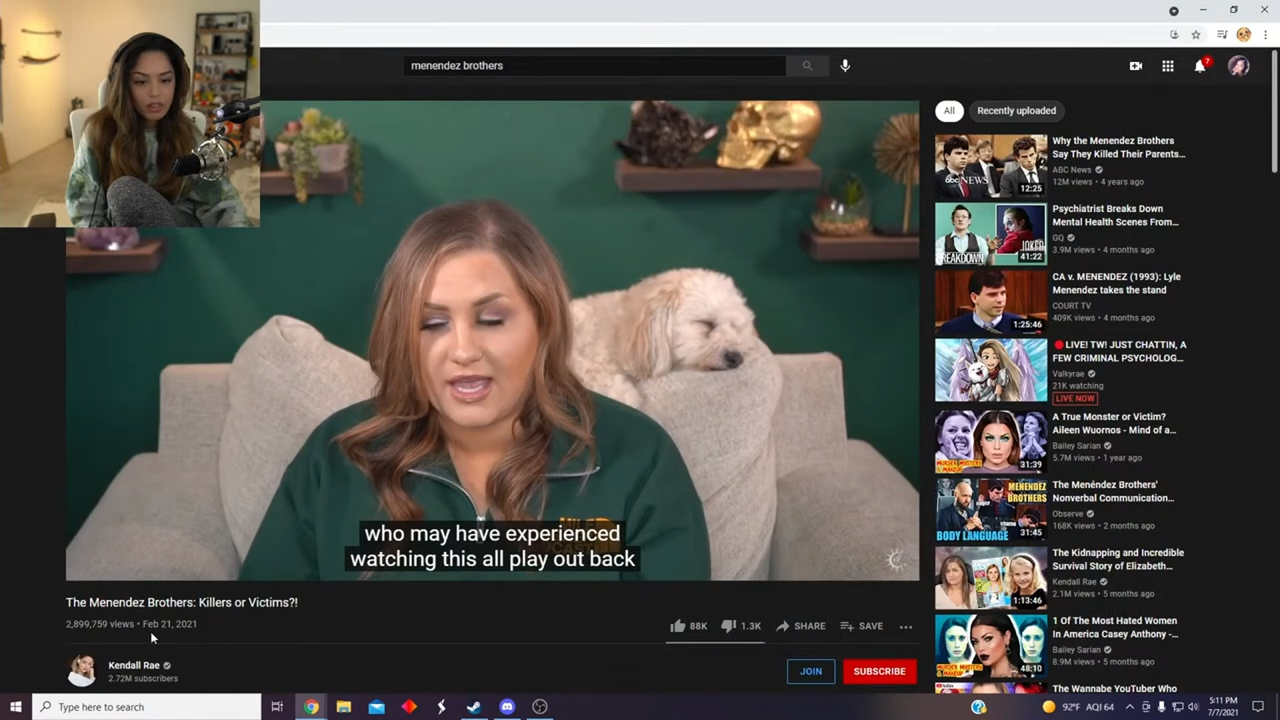 menendez brothers
7
who may have experienced
watching this all play out back
The Menendez Brothers: Killers or Victims?!
2,899,759 views • Feb 21, 2021
88K
1.3K
SHARE
SAVE
Kendall Rae
2.72M subscribers
JOIN
SUBSCRIBE
All
Recently uploaded
abc NEWS
12:25
Why the Menendez Brothers
Say They Killed Their Parents...
ABC News
12M views • 4 years ago
BREAKDOWN
JOKER
41:22
Psychiatrist Breaks Down
Mental Health Scenes From...
GQ
3.9M views • 4 months ago
1:25:46
CA v. MENENDEZ (1993): Lyle
Menendez takes the stand
COURT TV
409K views • 4 months ago
LIVE! TW! JUST CHATTIN, A
FEW CRIMINAL PSYCHOLOG...
Valkyrae
21K watching
LIVE NOW
MURDER MYSTERY
& MAKEUP
31:39
A True Monster or Victim?
Aileen Wuornos - Mind of a...
Bailey Sarian
5.7M views • 1 year ago
MENENDEZ
BROTHERS
BODY LANGUAGE
31:45
The Menéndez Brothers'
Nonverbal Communication...
Observe
168K views • 2 months ago
1:13:46
The Kidnapping and Incredible
Survival Story of Elizabeth...
Kendall Rae
2.1M views • 5 months ago
48:10
1 Of The Most Hated Women
In America Casey Anthony -...
Bailey Sarian
8.9M views • 5 months ago
The Wannabe YouTuber Who
Type here to search
92°F AQI 64
5:11 PM
7/7/2021